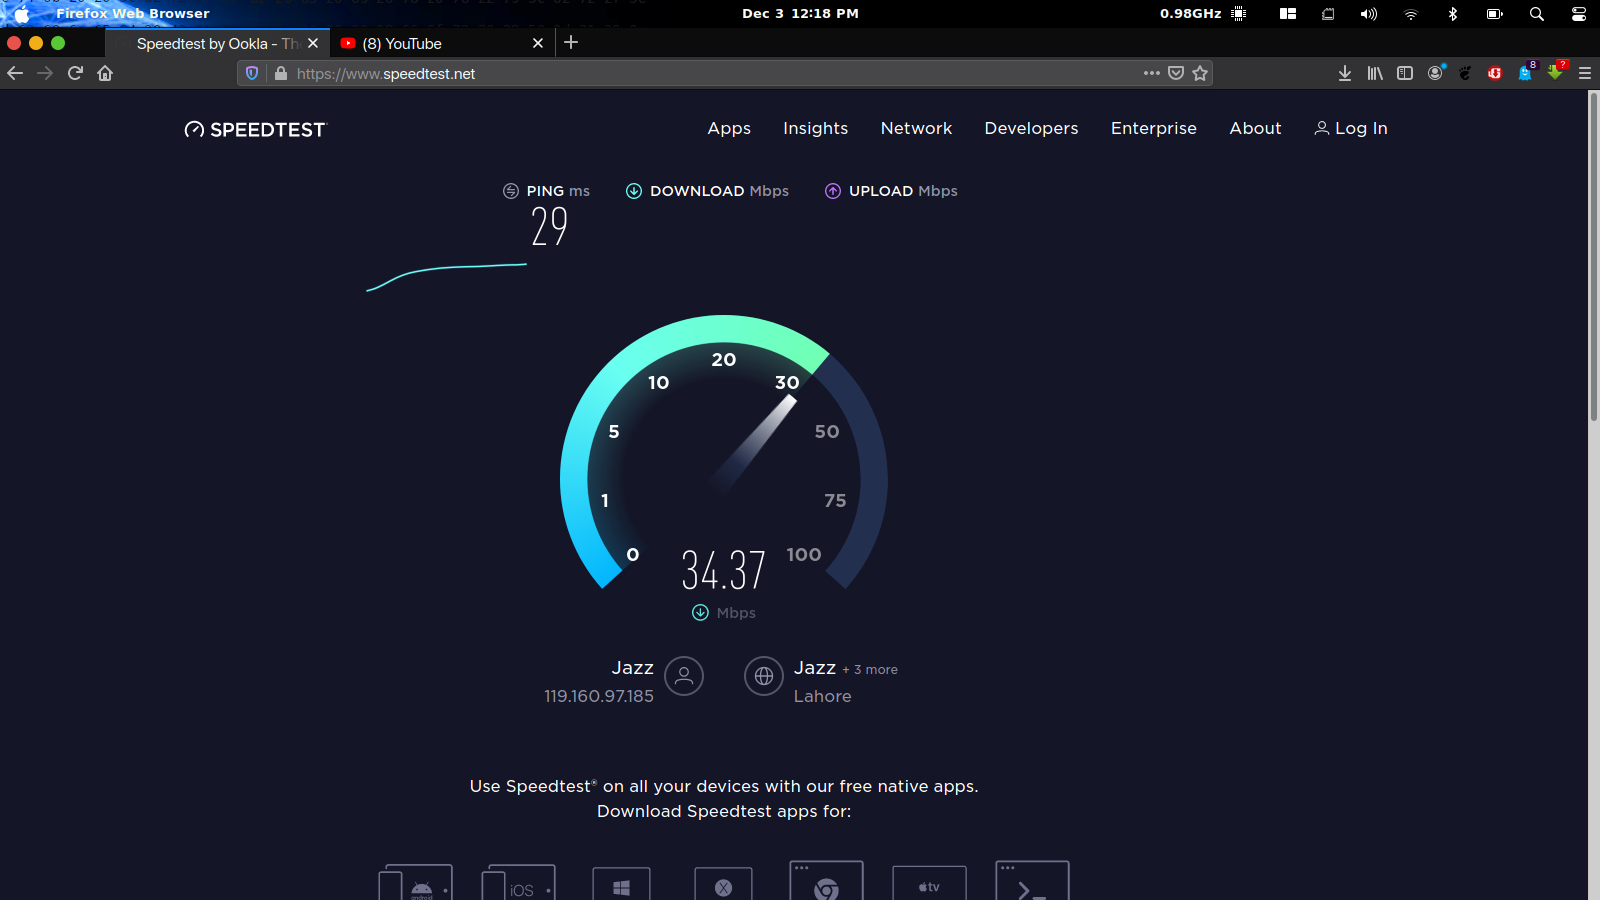 Firefox Web Browser
Dec 3 12:18 PM
0.98GHz
Speedtest by Ookla - Th
(8) YouTube
https://www.speedtest.net
8
?
SPEEDTEST
Apps Insights Network Developers Enterprise About Log In
PING ms DOWNLOAD Mbps UPLOAD Mbps
29
0
1
5
10
20
30
50
75
100
34.37
Mbps
Jazz
119.160.97.185
Jazz + 3 more
Lahore
Use Speedtest® on all your devices with our free native apps.
Download Speedtest apps for:
android
iOS
X
tv